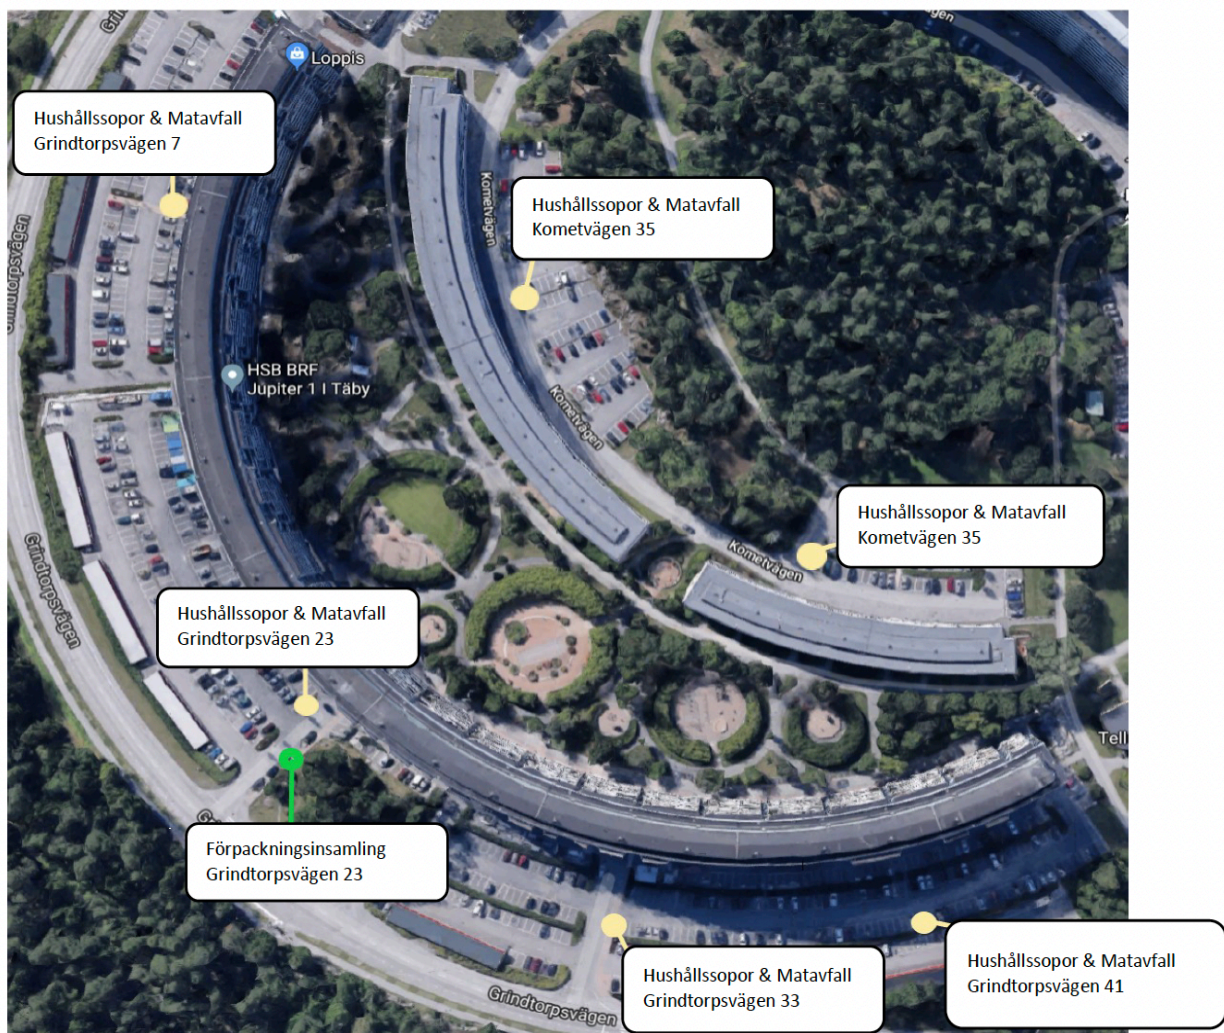 Loppis
Hushållssopor & Matavfall
Grindtorpsvägen 7
Kometvägen
Hushållssopor & Matavfall
Kometvägen 35
Grindtorpsvägen
HSB BRF
Jupiter 1 I Täby
Kometvägen
Hushållssopor & Matavfall
Kometvägen 35
Kometvägen
Grindtorpsvägen
Hushållssopor & Matavfall
Grindtorpsvägen 23
Tell
Förpackningsinsamling
Grindtorpsvägen 23
Hushållssopor & Matavfall
Grindtorpsvägen 33
Hushållssopor & Matavfall
Grindtorpsvägen 41
Grindtorpsvägen